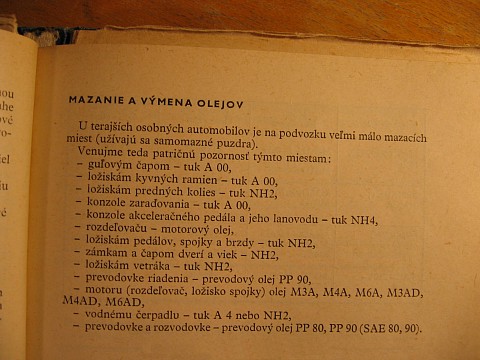 MAZANIE A VÝMENA OLEJOV
U terajších osobných automobilov je na podvozku veľmi málo mazacích
miest (užívajú sa samomazné puzdra).
Venujme teda patričnú pozornosť týmto miestam:
– guľovým čapom – tuk A 00,
– ložiskám kyvných ramien – tuk A 00,
– ložiskám predných kolies – tuk NH2,
– konzole zaraďovania – tuk A 00,
– konzole akceleračného pedála a jeho lanovodu – tuk NH4,
– rozdeľovaču – motorový olej,
– ložiskám pedálov, spojky a brzdy – tuk NH2,
– zámkam a čapom dverí a viek – NH2,
– ložiskám vetráka – tuk NH2,
– prevodovke riadenia – prevodový olej PP 90,
– motoru (rozdeľovač, ložisko spojky) olej M3A, M4A, M6A, M3AD,
M4AD, M6AD,
– vodnému čerpadlu – tuk A 4 nebo NH2,
– prevodovke a rozvodovke – prevodový olej PP 80, PP 90 (SAE 80, 90).